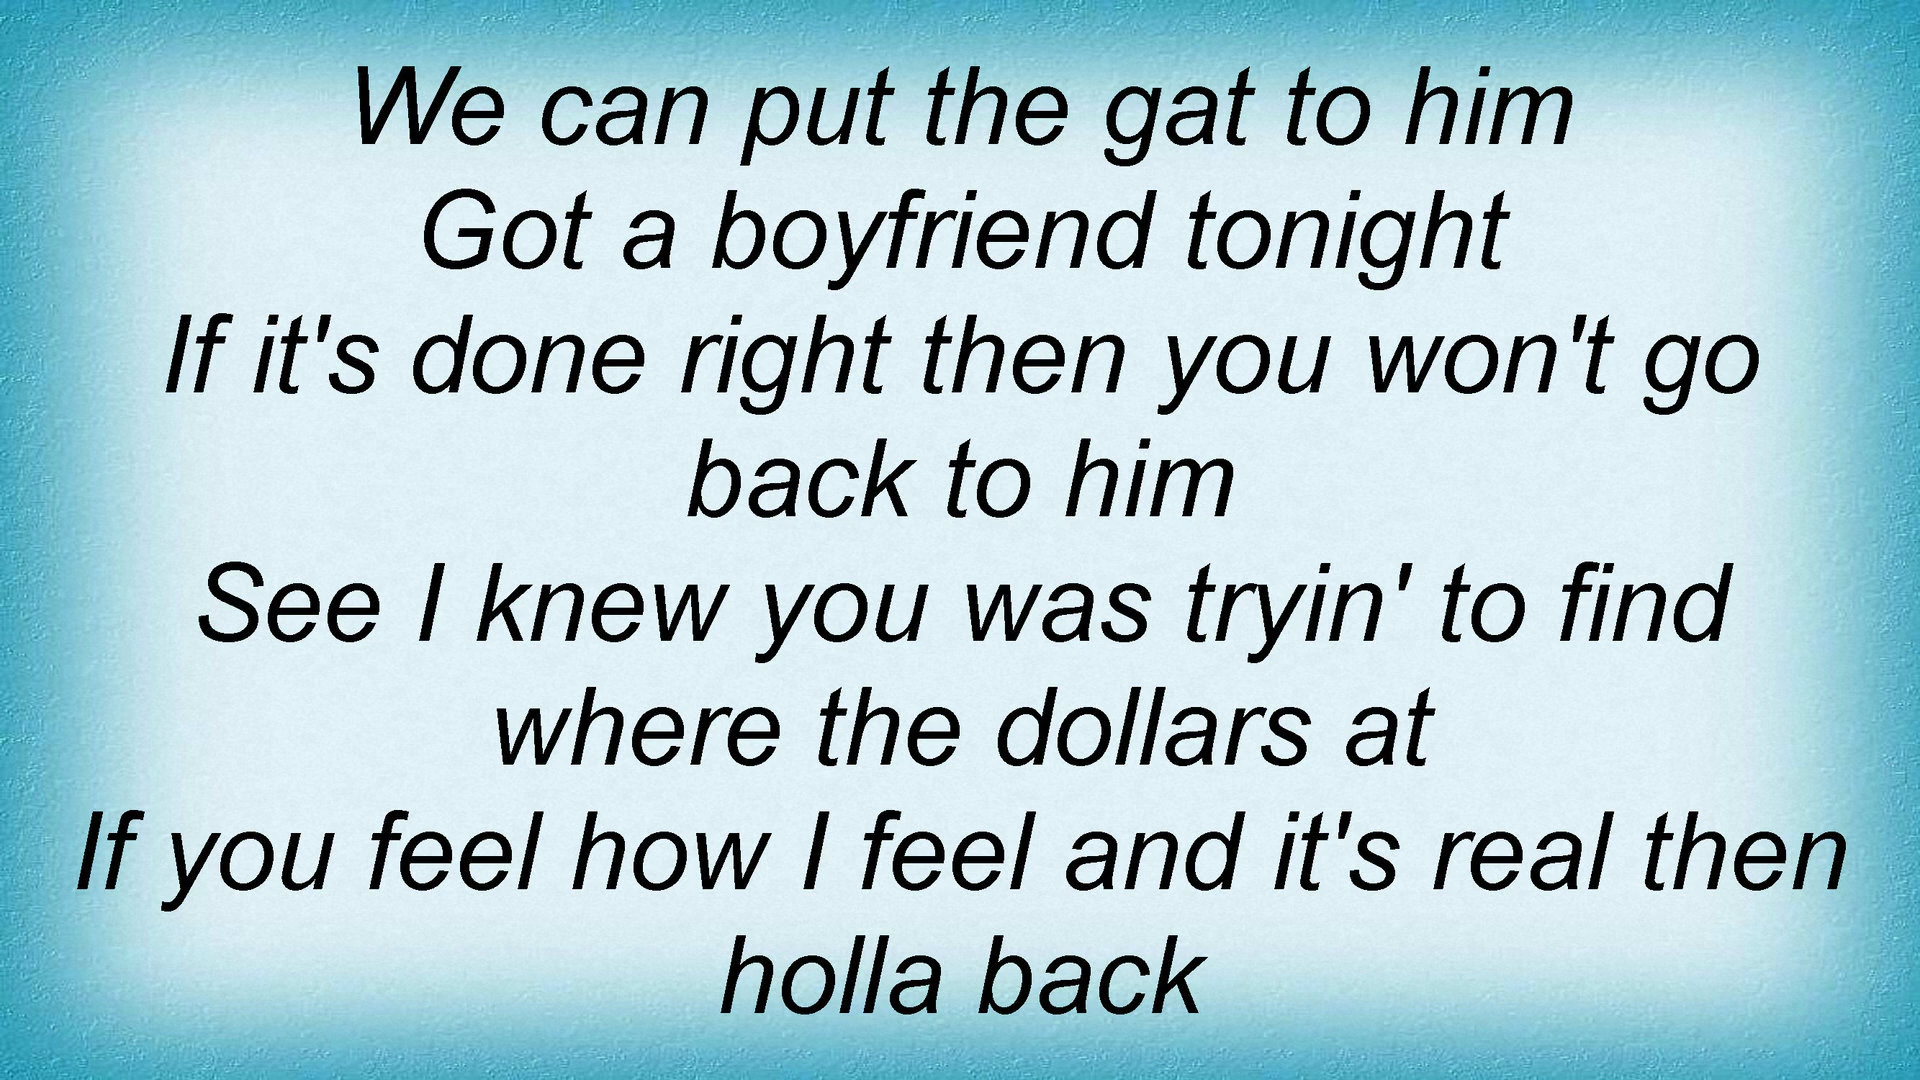 We can put the gat to him
Got a boyfriend tonight
If it's done right then you won't go
back to him
See I knew you was tryin' to find
where the dollars at
If you feel how I feel and it's real then
holla back